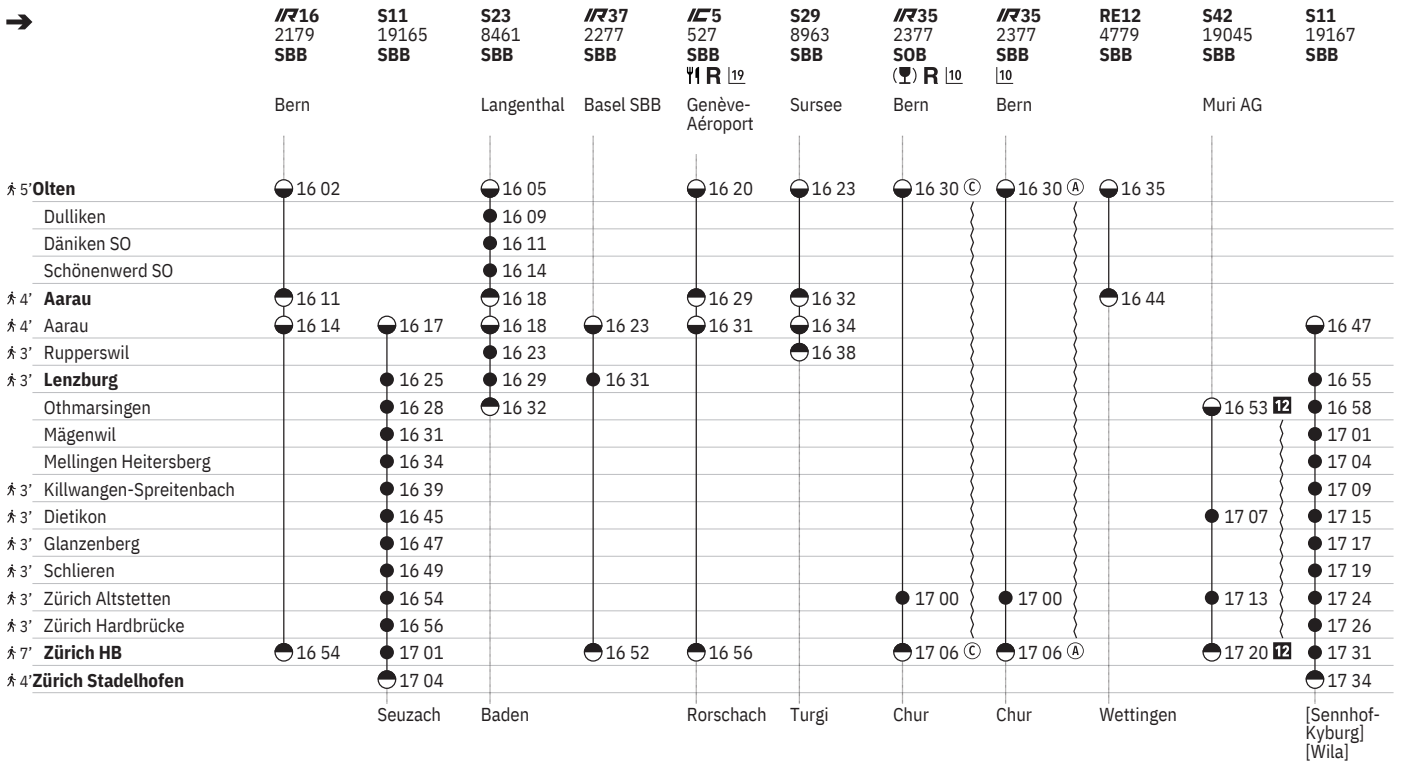 IR16 S11 S23 IR37 IC5 S29 IR35 IR35 RE12 S42 S11
2179 19165 8461 2277 527 8963 2377 2377 4779 19045 19167
SBB SBB SBB SBB SBB SBB SOB SBB SBB SBB SBB
R 19 R 10 10
Bern Langenthal Basel SBB Genève- Sursee Bern Bern Muri AG
Aéroport
5’ Olten 16 02 16 05 16 20 16 23 16 30 C 16 30 A 16 35
Dulliken 16 09
Däniken SO 16 11
Schönenwerd SO 16 14
4’ Aarau 16 11 16 18 16 29 16 32 16 44
4’ Aarau 16 14 16 17 16 18 16 23 16 31 16 34 16 47
3’ Rupperswil 16 23 16 38
3’ Lenzburg 16 25 16 29 16 31 16 55
Othmarsingen 16 28 16 32 16 53 12 16 58
Mägenwil 16 31 17 01
Mellingen Heitersberg 16 34 17 04
3’ Killwangen-Spreitenbach 16 39 17 09
3’ Dietikon 16 45 17 07 17 15
3’ Glanzenberg 16 47 17 17
3’ Schlieren 16 49 17 19
3’ Zürich Altstetten 16 54 17 00 17 00 17 13 17 24
3’ Zürich Hardbrücke 16 56 17 26
7’ Zürich HB 16 54 17 01 16 52 16 56 17 06 C 17 06 A 17 20 12 17 31
4’ Zürich Stadelhofen 17 04 17 34
Seuzach Baden Rorschach Turgi Chur Chur Wettingen [Sennhof-
Kyburg]
[Wila]